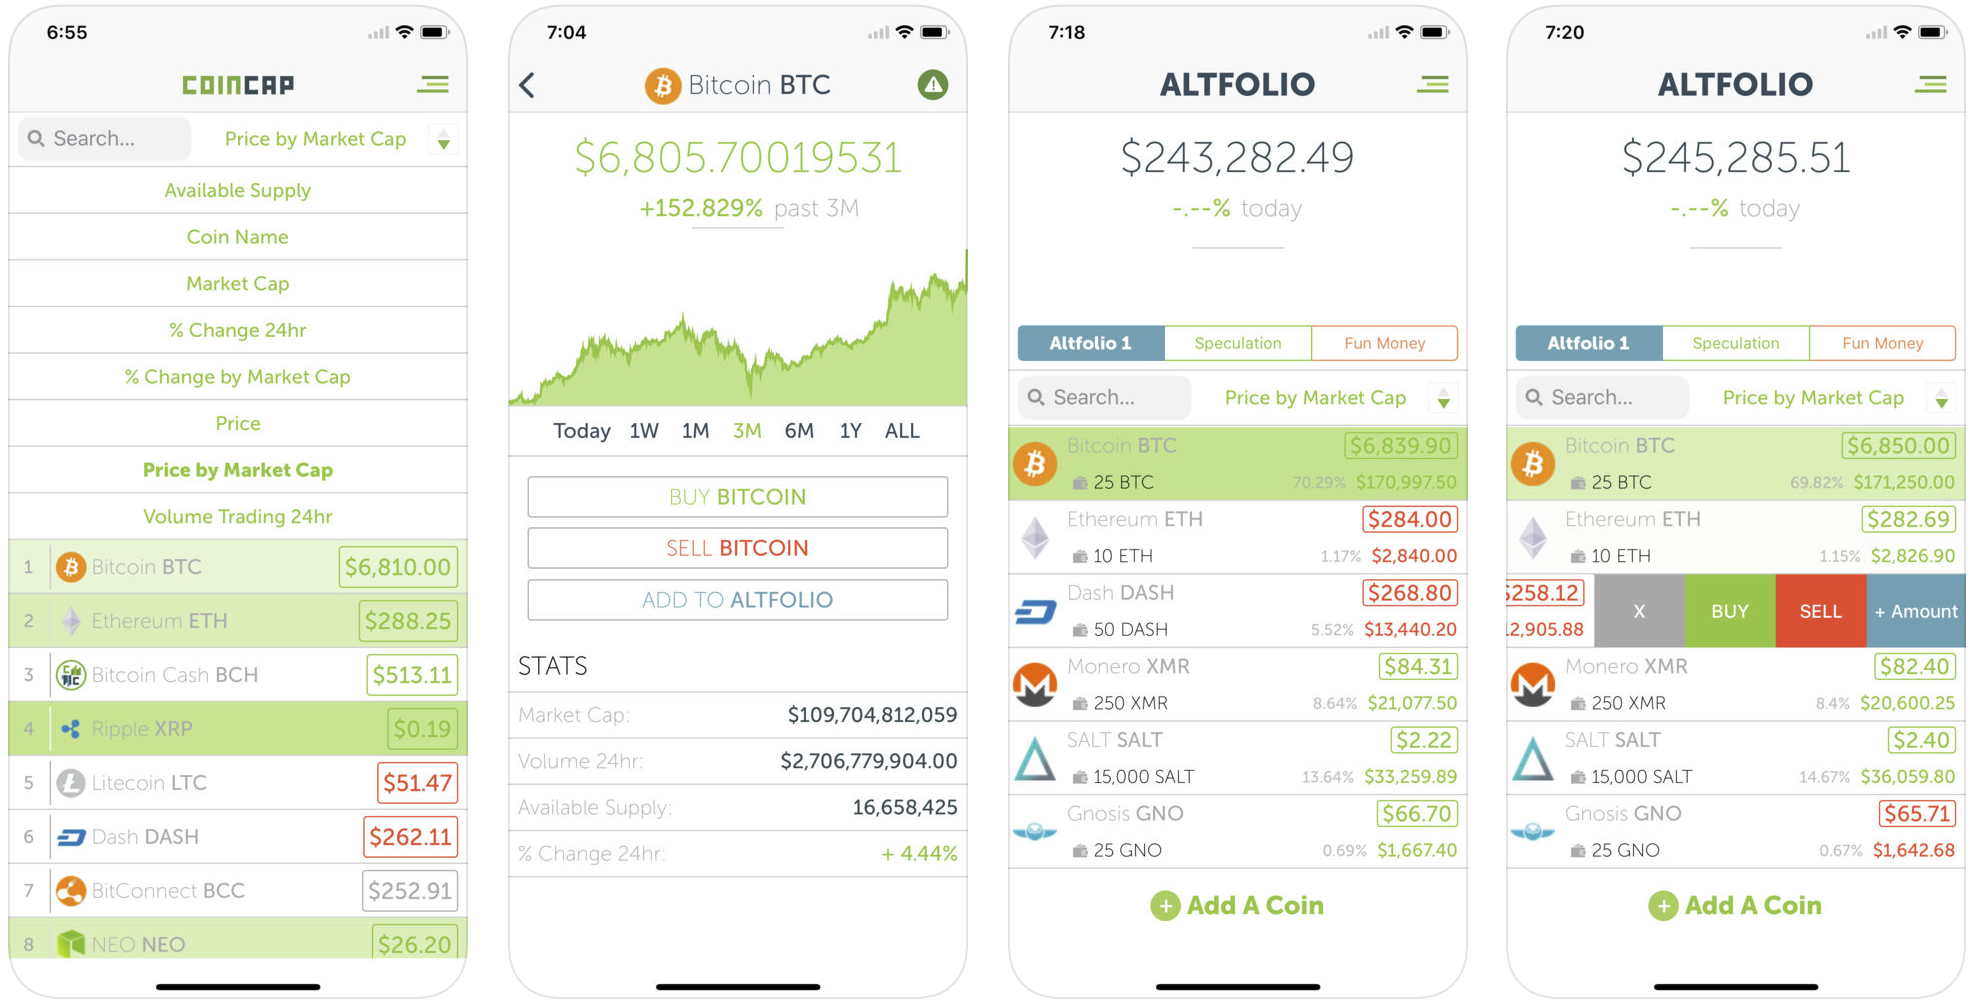 6:55
COINCAP
Search...
Price by Market Cap
Available Supply
Coin Name
Market Cap
% Change 24hr
% Change by Market Cap
Price
Price by Market Cap
Volume Trading 24hr
1 Bitcoin BTC $6,810.00
2 Ethereum ETH $288.25
3 Bitcoin Cash BCH $513.11
4 Ripple XRP $0.19
5 Litecoin LTC $51.47
6 Dash DASH $262.11
7 BitConnect BCC $252.91
8 NEO NEO $26.20
7:04
Bitcoin BTC
$6,805.70019531
+152.829% past 3M
Today 1W 1M 3M 6M 1Y ALL
BUY BITCOIN
SELL BITCOIN
ADD TO ALTFOLIO
STATS
Market Cap: $109,704,812,059
Volume 24hr: $2,706,779,904.00
Available Supply: 16,658,425
% Change 24hr: + 4.44%
7:18
ALTFOLIO
$243,282.49
-.--% today
Altfolio 1 Speculation Fun Money
Search... Price by Market Cap
Bitcoin BTC $6,839.90
25 BTC 70.29% $170,997.50
Ethereum ETH $284.00
10 ETH 1.17% $2,840.00
Dash DASH $268.80
50 DASH 5.52% $13,440.20
Monero XMR $84.31
250 XMR 8.64% $21,077.50
SALT SALT $2.22
15,000 SALT 13.64% $33,259.89
Gnosis GNO $66.70
25 GNO 0.69% $1,667.40
+ Add A Coin
7:20
ALTFOLIO
$245,285.51
-.--% today
Altfolio 1 Speculation Fun Money
Search... Price by Market Cap
Bitcoin BTC $6,850.00
25 BTC 69.82% $171,250.00
Ethereum ETH $282.69
10 ETH 1.15% $2,826.90
$258.12
12,905.88
X BUY SELL + Amount
Monero XMR $82.40
250 XMR 8.4% $20,600.25
SALT SALT $2.40
15,000 SALT 14.67% $36,059.80
Gnosis GNO $65.71
25 GNO 0.67% $1,642.68
+ Add A Coin